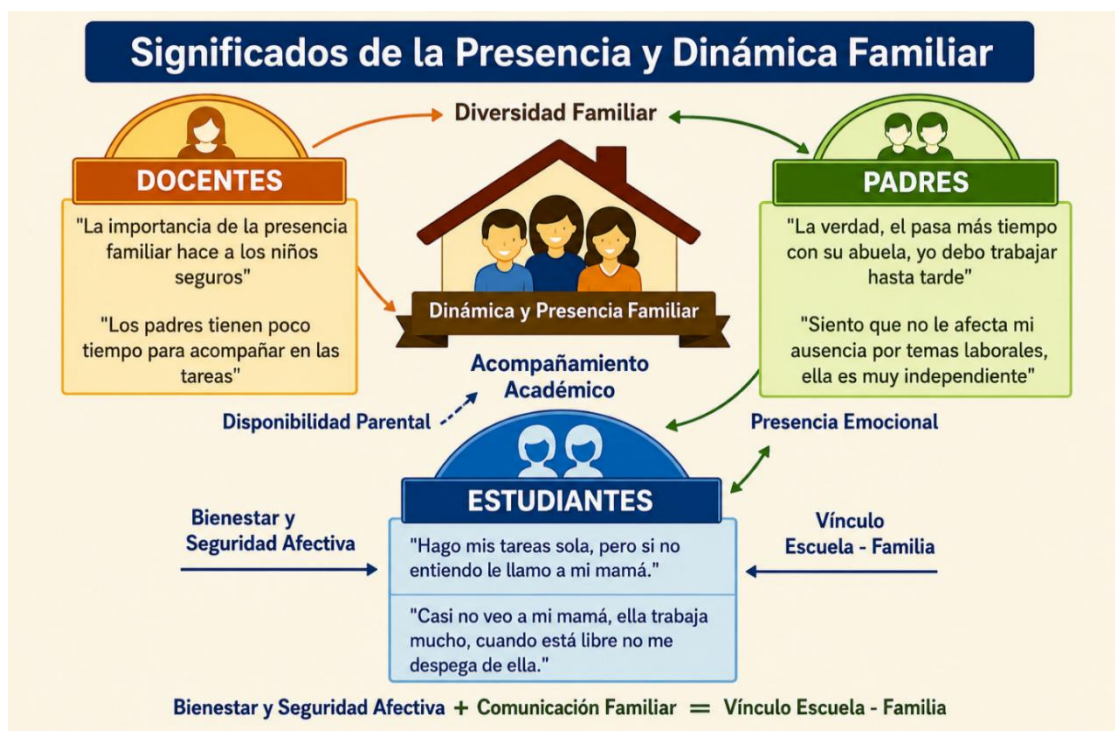 Significados de la Presencia y Dinámica Familiar
Diversidad Familiar
DOCENTES
"La importancia de la presencia
familiar hace a los niños
seguros"
"Los padres tienen poco
tiempo para acompañar en las
tareas"
PADRES
"La verdad, el pasa más tiempo
con su abuela, yo debo trabajar
hasta tarde"
"Siento que no le afecta mi
ausencia por temas laborales,
ella es muy independiente"
Dinámica y Presencia Familiar
Acompañamiento
Académico
Disponibilidad Parental
Presencia Emocional
ESTUDIANTES
"Hago mis tareas sola, pero si no
entiendo le llamo a mi mamá."
"Casi no veo a mi mamá, ella trabaja
mucho, cuando está libre no me
despega de ella."
Bienestar y
Seguridad Afectiva
Vínculo
Escuela - Familia
Bienestar y Seguridad Afectiva + Comunicación Familiar = Vínculo Escuela - Familia